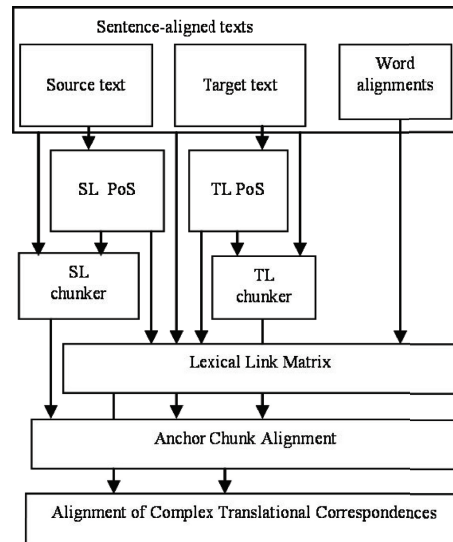 Sentence-aligned texts
Source text
Target text
Word
alignments
SL PoS
TL PoS
SL
chunker
TL
chunker
Lexical Link Matrix
Anchor Chunk Alignment
Alignment of Complex Translational Correspondences